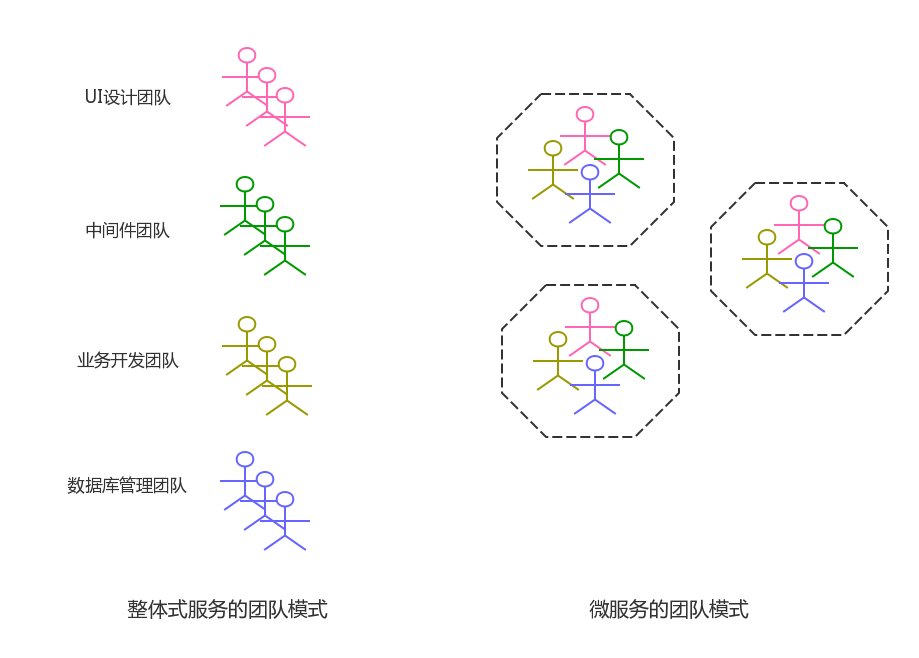 UI设计团队
中间件团队
业务开发团队
数据库管理团队
整体式服务的团队模式
微服务的团队模式